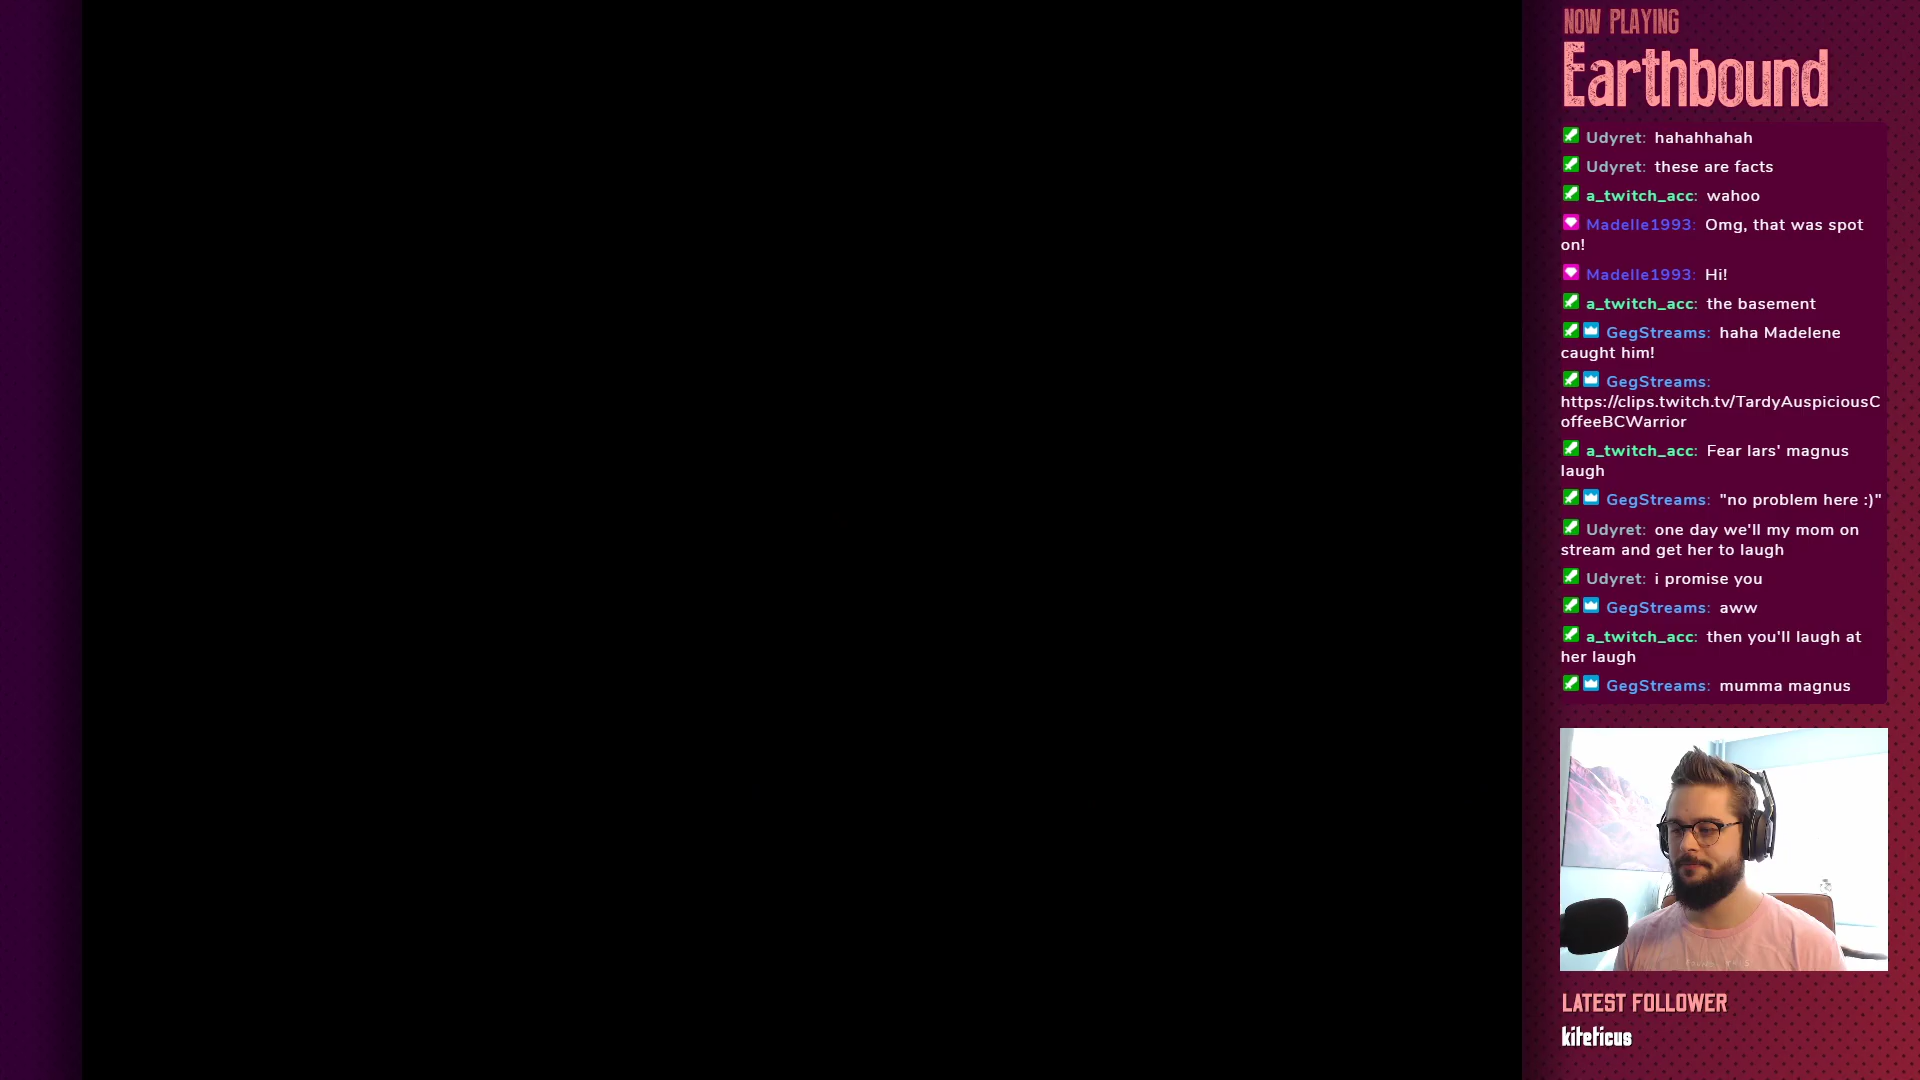 NOW PLAYING
Earthbound
Udyret: hahahhahah
Udyret: these are facts
a_twitch_acc: wahoo
Madelle1993: Omg, that was spot
on!
Madelle1993: Hi!
a_twitch_acc: the basement
GegStreams: haha Madelene
caught him!
GegStreams:
https://clips.twitch.tv/TardyAuspiciousC
offeeBCWarrior
a_twitch_acc: Fear lars' magnus
laugh
GegStreams: "no problem here :)"
Udyret: one day we'll my mom on
stream and get her to laugh
Udyret: i promise you
GegStreams: aww
a_twitch_acc: then you'll laugh at
her laugh
GegStreams: mumma magnus
LATEST FOLLOWER
kiteticus